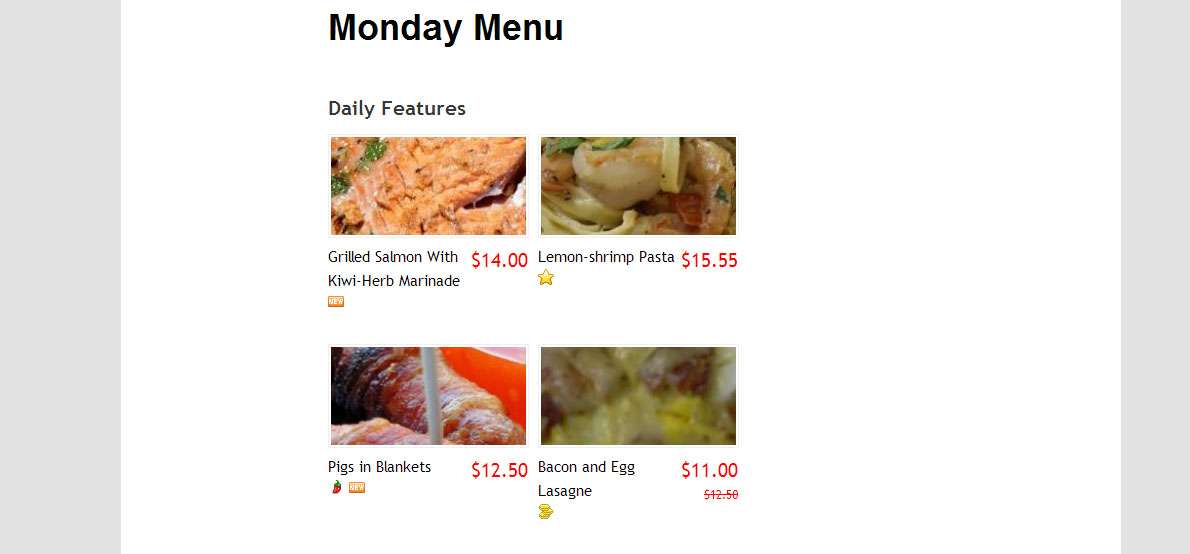 Monday Menu
Daily Features
Grilled Salmon With $14.00
Kiwi-Herb Marinade
NEW
Lemon-shrimp Pasta $15.55
Pigs in Blankets $12.50
NEW
Bacon and Egg $11.00
Lasagne $12.50